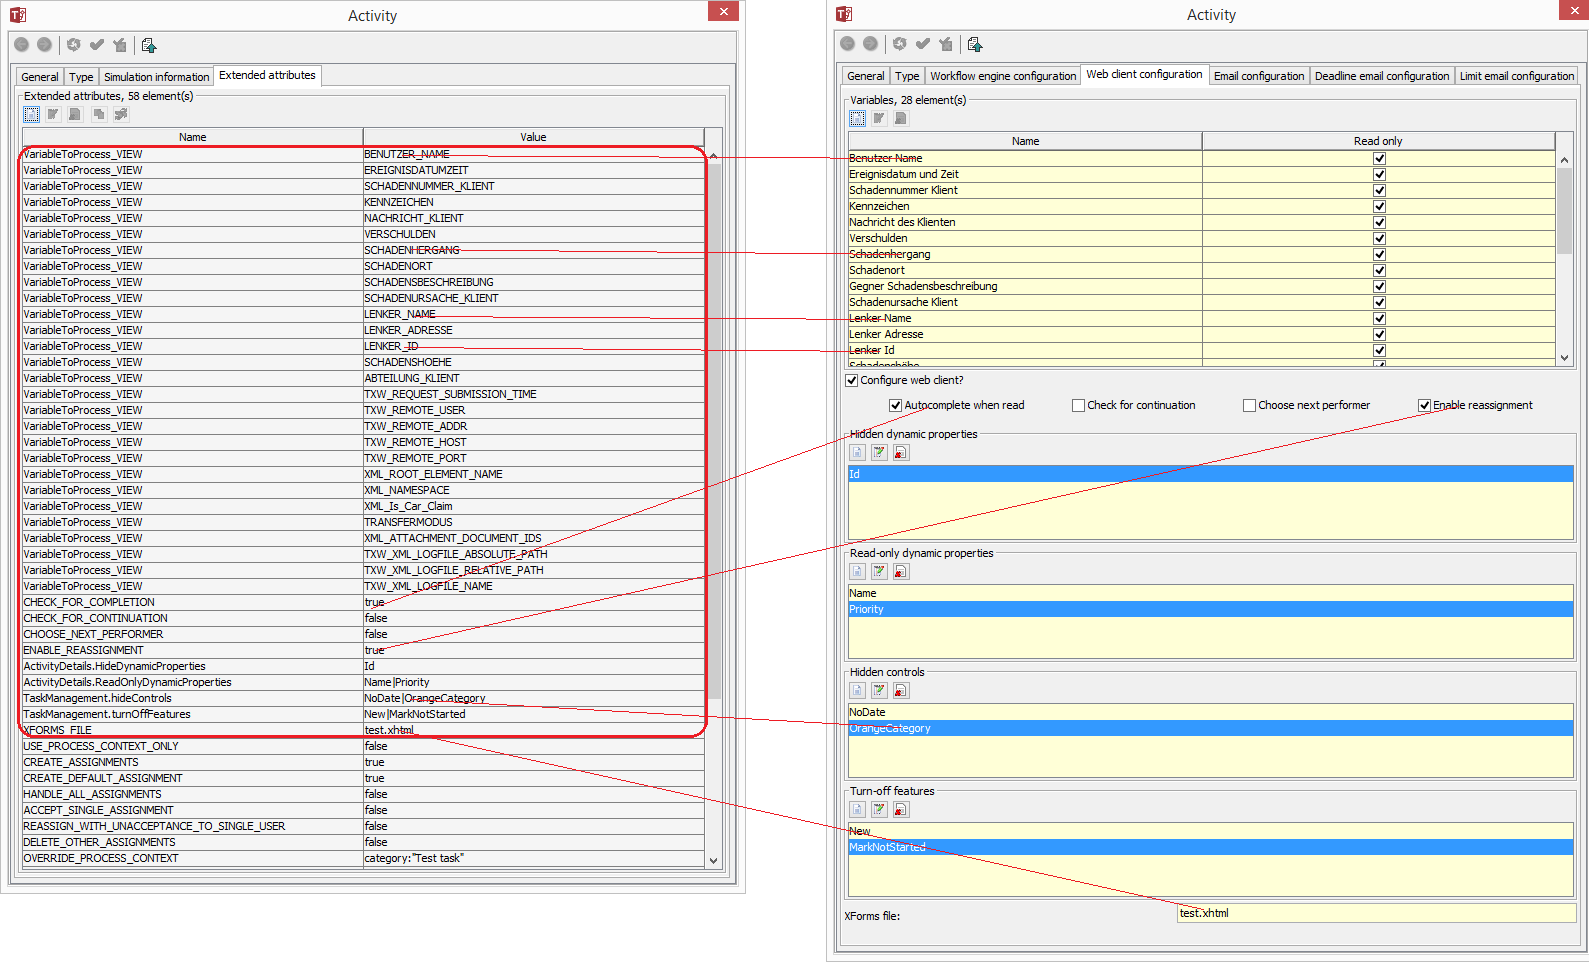 Activity
General Type Simulation information Extended attributes
Extended attributes, 58 element(s)
Name Value
VariableToProcess_VIEW BENUTZER_NAME
VariableToProcess_VIEW EREIGNISDATUMZEIT
VariableToProcess_VIEW SCHADENNUMMER_KLIENT
VariableToProcess_VIEW KENNZEICHEN
VariableToProcess_VIEW NACHRICHT_KLIENT
VariableToProcess_VIEW VERSCHULDEN
VariableToProcess_VIEW SCHADENHERGANG
VariableToProcess_VIEW SCHADENORT
VariableToProcess_VIEW SCHADENSBESCHREIBUNG
VariableToProcess_VIEW SCHADENURSACHE_KLIENT
VariableToProcess_VIEW LENKER_NAME
VariableToProcess_VIEW LENKER_ADRESSE
VariableToProcess_VIEW LENKER_ID
VariableToProcess_VIEW SCHADENSHOEHE
VariableToProcess_VIEW ABTEILUNG_KLIENT
VariableToProcess_VIEW TXW_REQUEST_SUBMISSION_TIME
VariableToProcess_VIEW TXW_REMOTE_USER
VariableToProcess_VIEW TXW_REMOTE_ADDR
VariableToProcess_VIEW TXW_REMOTE_HOST
VariableToProcess_VIEW TXW_REMOTE_PORT
VariableToProcess_VIEW XML_ROOT_ELEMENT_NAME
VariableToProcess_VIEW XML_NAMESPACE
VariableToProcess_VIEW XML_Is_Car_Claim
VariableToProcess_VIEW TRANSFERMODUS
VariableToProcess_VIEW XML_ATTACHMENT_DOCUMENT_IDS
VariableToProcess_VIEW TXW_XML_LOGFILE_ABSOLUTE_PATH
VariableToProcess_VIEW TXW_XML_LOGFILE_RELATIVE_PATH
VariableToProcess_VIEW TXW_XML_LOGFILE_NAME
CHECK_FOR_COMPLETION true
CHECK_FOR_CONTINUATION false
CHOOSE_NEXT_PERFORMER false
ENABLE_REASSIGNMENT true
ActivityDetails.HideDynamicProperties Id
ActivityDetails.ReadOnlyDynamicProperties Name|Priority
TaskManagement.hideControls NoDate|OrangeCategory
TaskManagement.turnOffFeatures New|MarkNotStarted
XFORMS_FILE test.xhtml
USE_PROCESS_CONTEXT_ONLY false
CREATE_ASSIGNMENTS true
CREATE_DEFAULT_ASSIGNMENT true
HANDLE_ALL_ASSIGNMENTS false
ACCEPT_SINGLE_ASSIGNMENT false
REASSIGN_WITH_UNACCEPTANCE_TO_SINGLE_USER false
DELETE_OTHER_ASSIGNMENTS false
OVERRIDE_PROCESS_CONTEXT category:"Test task"
Activity
General Type Workflow engine configuration Web client configuration Email configuration Deadline email configuration Limit email configuration
Variables, 28 element(s)
Name Read only
Benutzer Name
Ereignisdatum und Zeit
Schadennummer Klient
Kennzeichen
Nachricht des Klienten
Verschulden
Schadenhergang
Schadenort
Gegner Schadensbeschreibung
Schadenursache Klient
Lenker Name
Lenker Adresse
Lenker Id
Schadenshöhe
Configure web client?
Autocomplete when read Check for continuation Choose next performer Enable reassignment
Hidden dynamic properties
Id
Read-only dynamic properties
Name
Priority
Hidden controls
NoDate
OrangeCategory
Turn-off features
New
MarkNotStarted
XForms file: test.xhtml